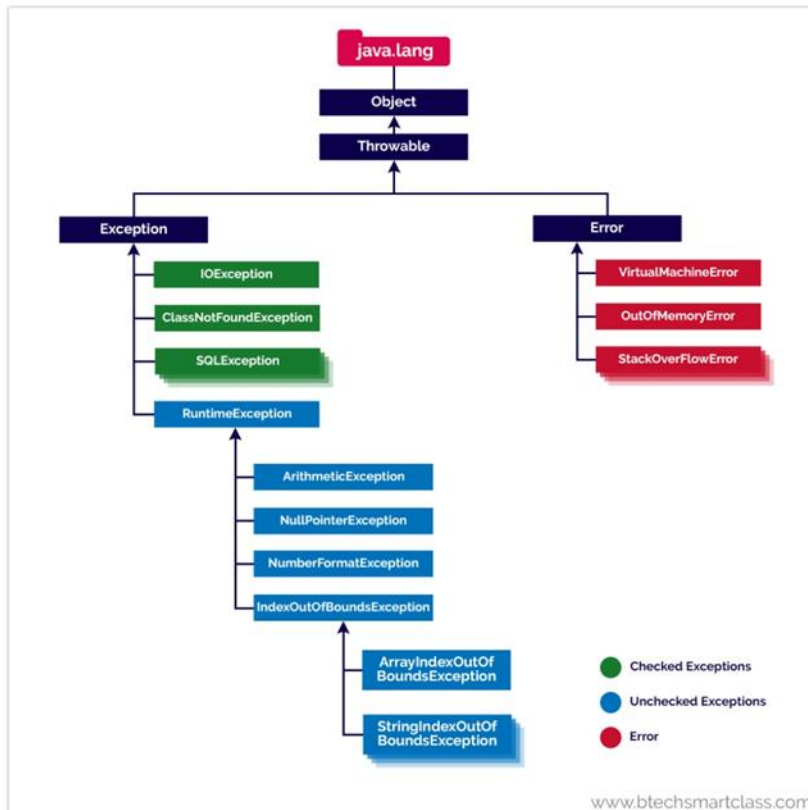 java.lang
Object
Throwable
Exception
Error
IOException
VirtualMachineError
ClassNotFoundException
OutOfMemoryError
SQLException
StackOverFlowError
RuntimeException
ArithmeticException
NullPointerException
NumberFormatException
IndexOutOfBoundsException
ArrayIndexOutOf
BoundsException
StringIndexOutOf
BoundsException
Checked Exceptions
Unchecked Exceptions
Error
www.btechsmartclass.com